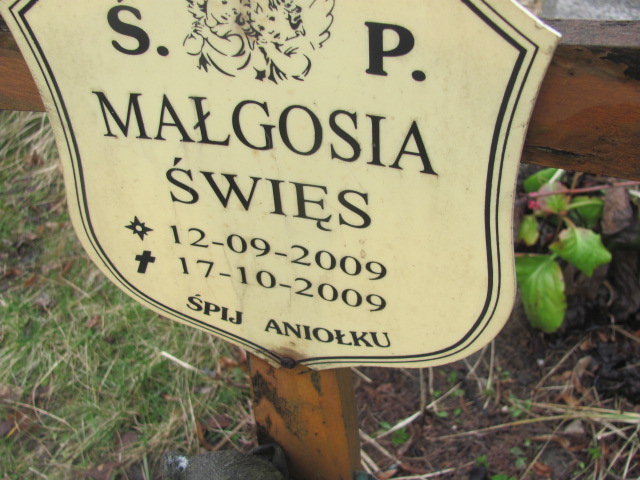 Ś. P.
MAŁGOSIA
ŚWIĘS
12-09-2009
17-10-2009
ŚPIJ ANIOŁKU